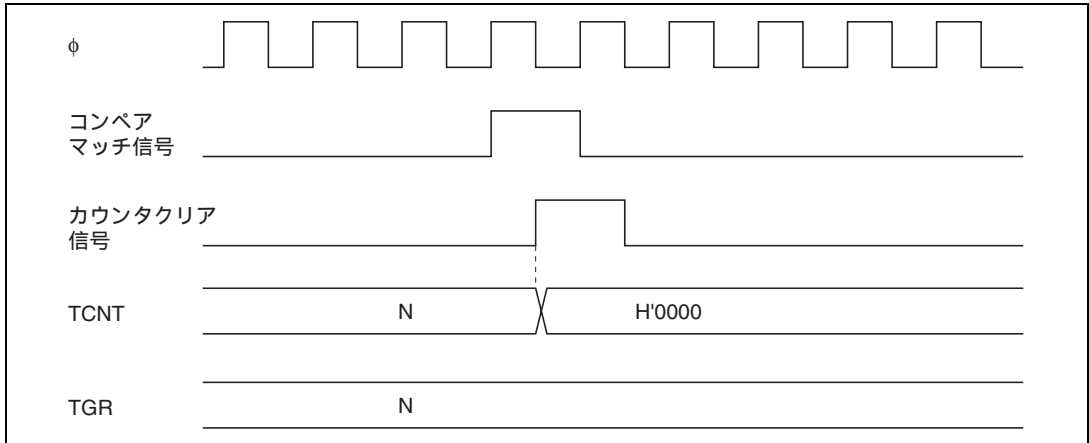 φ
コンペア
マッチ信号
カウンタクリア
信号
TCNT N H'0000
TGR N